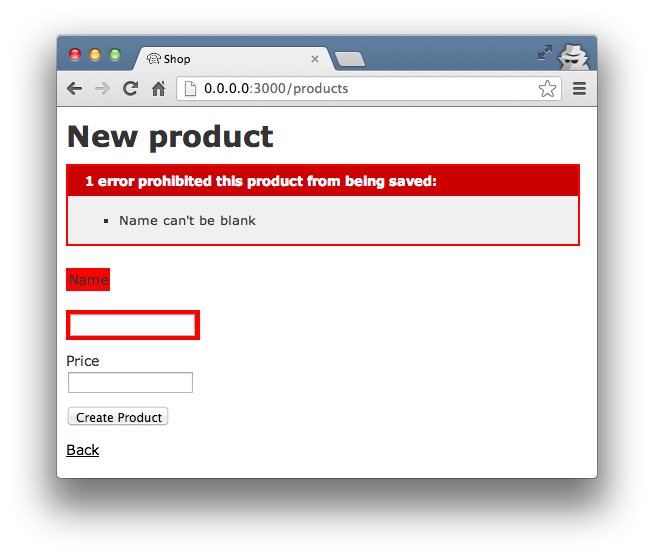 Shop
0.0.0.0:3000/products
New product
1 error prohibited this product from being saved:
Name can't be blank
Name
Price
Create Product
Back